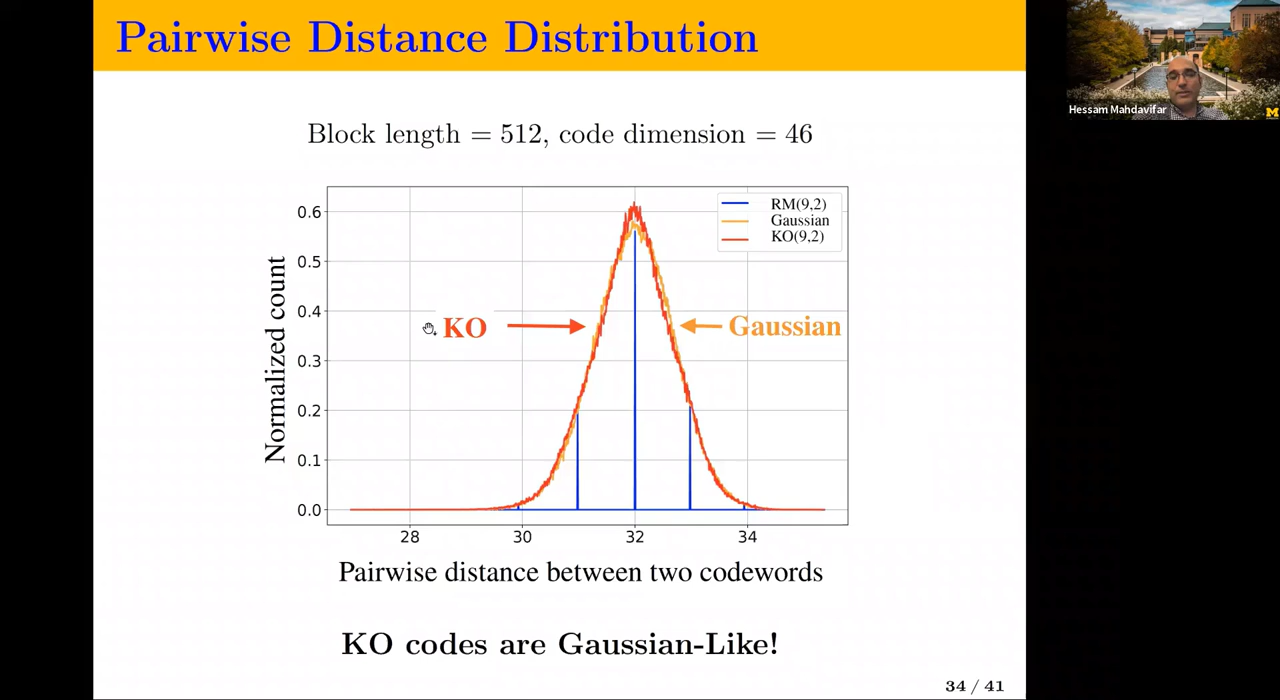 Pairwise Distance Distribution
Hessam Mahdavifar
M
Block length = 512, code dimension = 46
RM(9,2)
Gaussian
KO(9,2)
0.6
0.5
0.4
0.3
0.2
0.1
0.0
Normalized count
KO
Gaussian
28 30 32 34
Pairwise distance between two codewords
KO codes are Gaussian-Like!
34 / 41